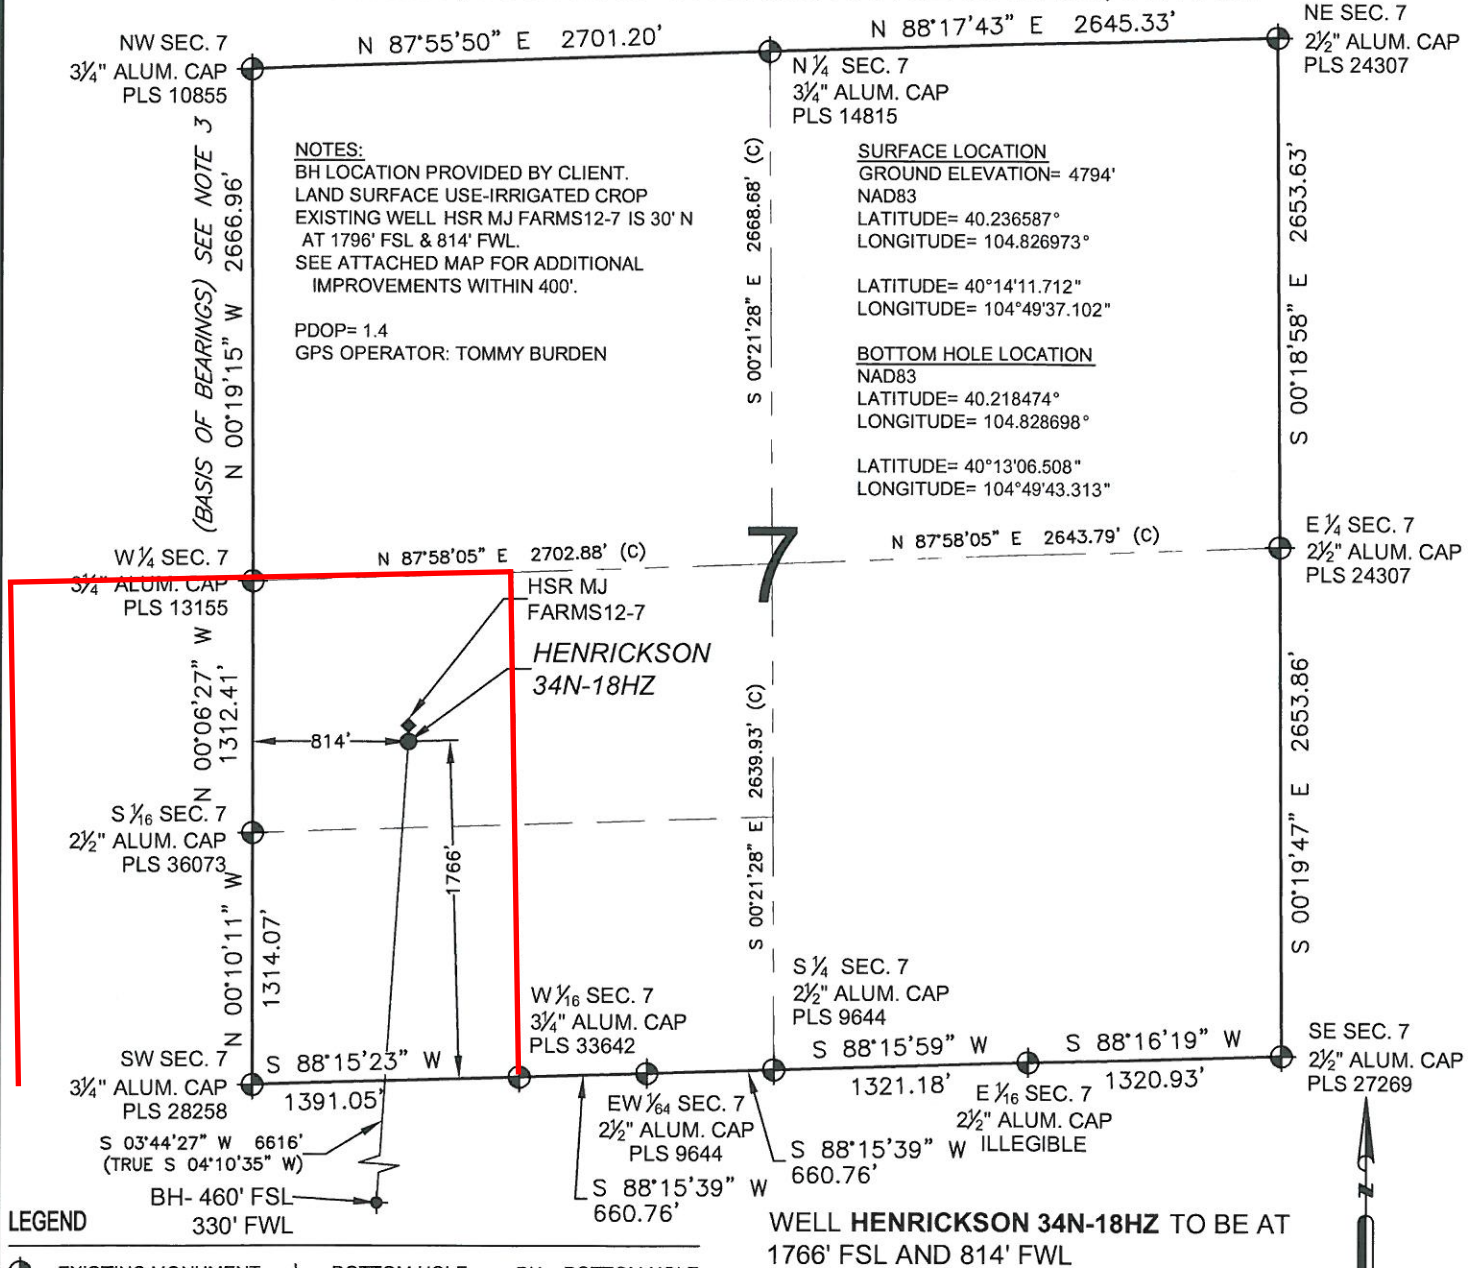 N 87°55'50" E 2701.20'
N 88°17'43" E 2645.33'
NW SEC. 7
3¼" ALUM. CAP
PLS 10855
N ¼ SEC. 7
3¼" ALUM. CAP
PLS 14815
NE SEC. 7
2½" ALUM. CAP
PLS 24307
(BASIS OF BEARINGS) SEE NOTE 3
N 00°19'15" W 2666.96'
NOTES:
BH LOCATION PROVIDED BY CLIENT.
LAND SURFACE USE-IRRIGATED CROP
EXISTING WELL HSR MJ FARMS12-7 IS 30' N
AT 1796' FSL & 814' FWL.
SEE ATTACHED MAP FOR ADDITIONAL
IMPROVEMENTS WITHIN 400'.
PDOP= 1.4
GPS OPERATOR: TOMMY BURDEN
S 00°21'28" E 2668.68' (C)
SURFACE LOCATION
GROUND ELEVATION= 4794'
NAD83
LATITUDE= 40.236587°
LONGITUDE= 104.826973°
LATITUDE= 40°14'11.712"
LONGITUDE= 104°49'37.102"
BOTTOM HOLE LOCATION
NAD83
LATITUDE= 40.218474°
LONGITUDE= 104.828698°
LATITUDE= 40°13'06.508"
LONGITUDE= 104°49'43.313"
S 00°18'58" E 2653.63'
W ¼ SEC. 7
3¼" ALUM. CAP
PLS 13155
N 87°58'05" E 2702.88' (C)
7
N 87°58'05" E 2643.79' (C)
E ¼ SEC. 7
2½" ALUM. CAP
PLS 24307
HSR MJ
FARMS12-7
HENRICKSON
34N-18HZ
N 00°06'27" W
1312.41'
814'
1766'
S 00°21'28" E 2639.93' (C)
S 00°19'47" E 2653.86'
S 1/16 SEC. 7
2½" ALUM. CAP
PLS 36073
N 00°10'11" W
1314.07'
W 1/16 SEC. 7
3¼" ALUM. CAP
PLS 33642
S ¼ SEC. 7
2½" ALUM. CAP
PLS 9644
SW SEC. 7
3¼" ALUM. CAP
PLS 28258
S 88°15'23" W
1391.05'
S 88°15'59" W
1321.18'
S 88°16'19" W
1320.93'
SE SEC. 7
2½" ALUM. CAP
PLS 27269
EW 1/64 SEC. 7
2½" ALUM. CAP
PLS 9644
E 1/16 SEC. 7
2½" ALUM. CAP
ILLEGIBLE
S 88°15'39" W
660.76'
S 88°15'39" W
660.76'
S 03°44'27" W 6616'
(TRUE S 04°10'35" W)
BH- 460' FSL
330' FWL
LEGEND
WELL HENRICKSON 34N-18HZ TO BE AT
1766' FSL AND 814' FWL